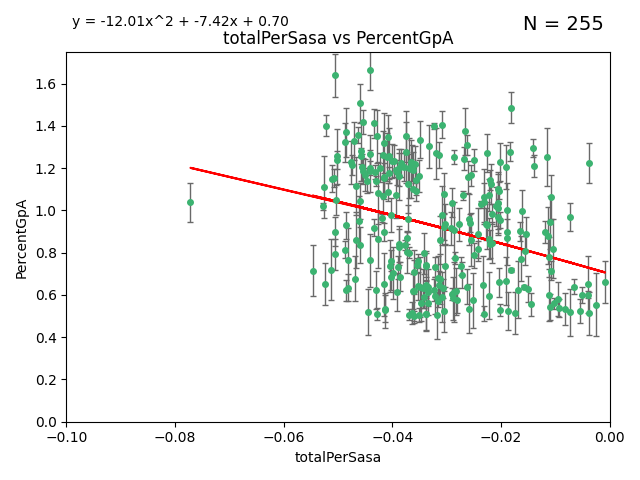 y = -12.01x^2 + -7.42x + 0.70
N = 255
totalPerSasa vs PercentGpA
PercentGpA
1.6
1.4
1.2
1.0
0.8
0.6
0.4
0.2
0.0
−0.10 −0.08 −0.06 −0.04 −0.02 0.00
totalPerSasa